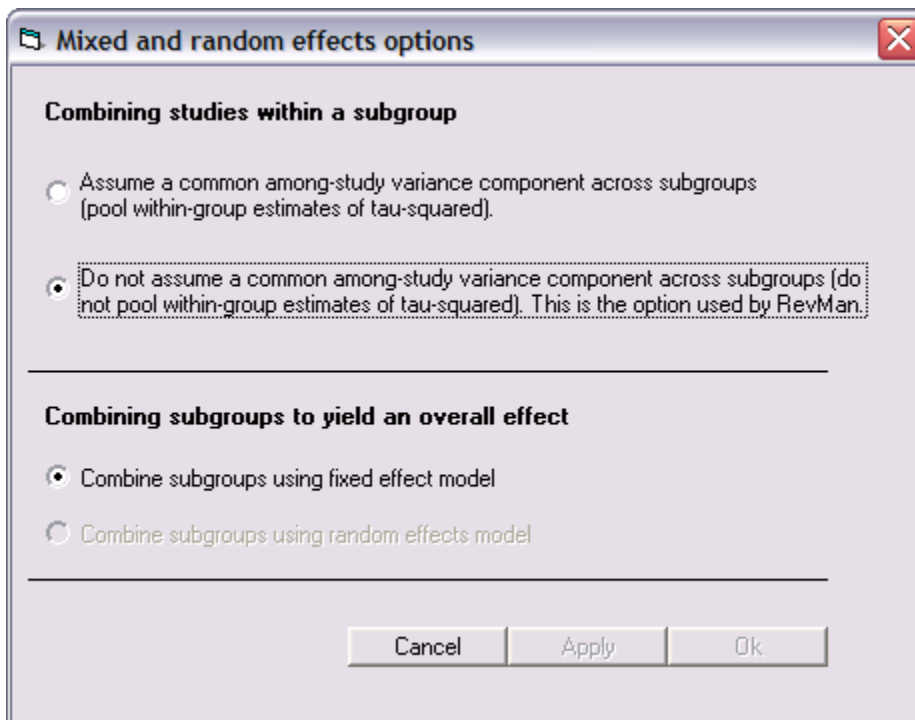 Mixed and random effects options
Combining studies within a subgroup
Assume a common among-study variance component across subgroups
(pool within-group estimates of tau-squared).
Do not assume a common among-study variance component across subgroups (do
not pool within-group estimates of tau-squared). This is the option used by RevMan.
Combining subgroups to yield an overall effect
Combine subgroups using fixed effect model
Combine subgroups using random effects model
Cancel
Apply
Ok